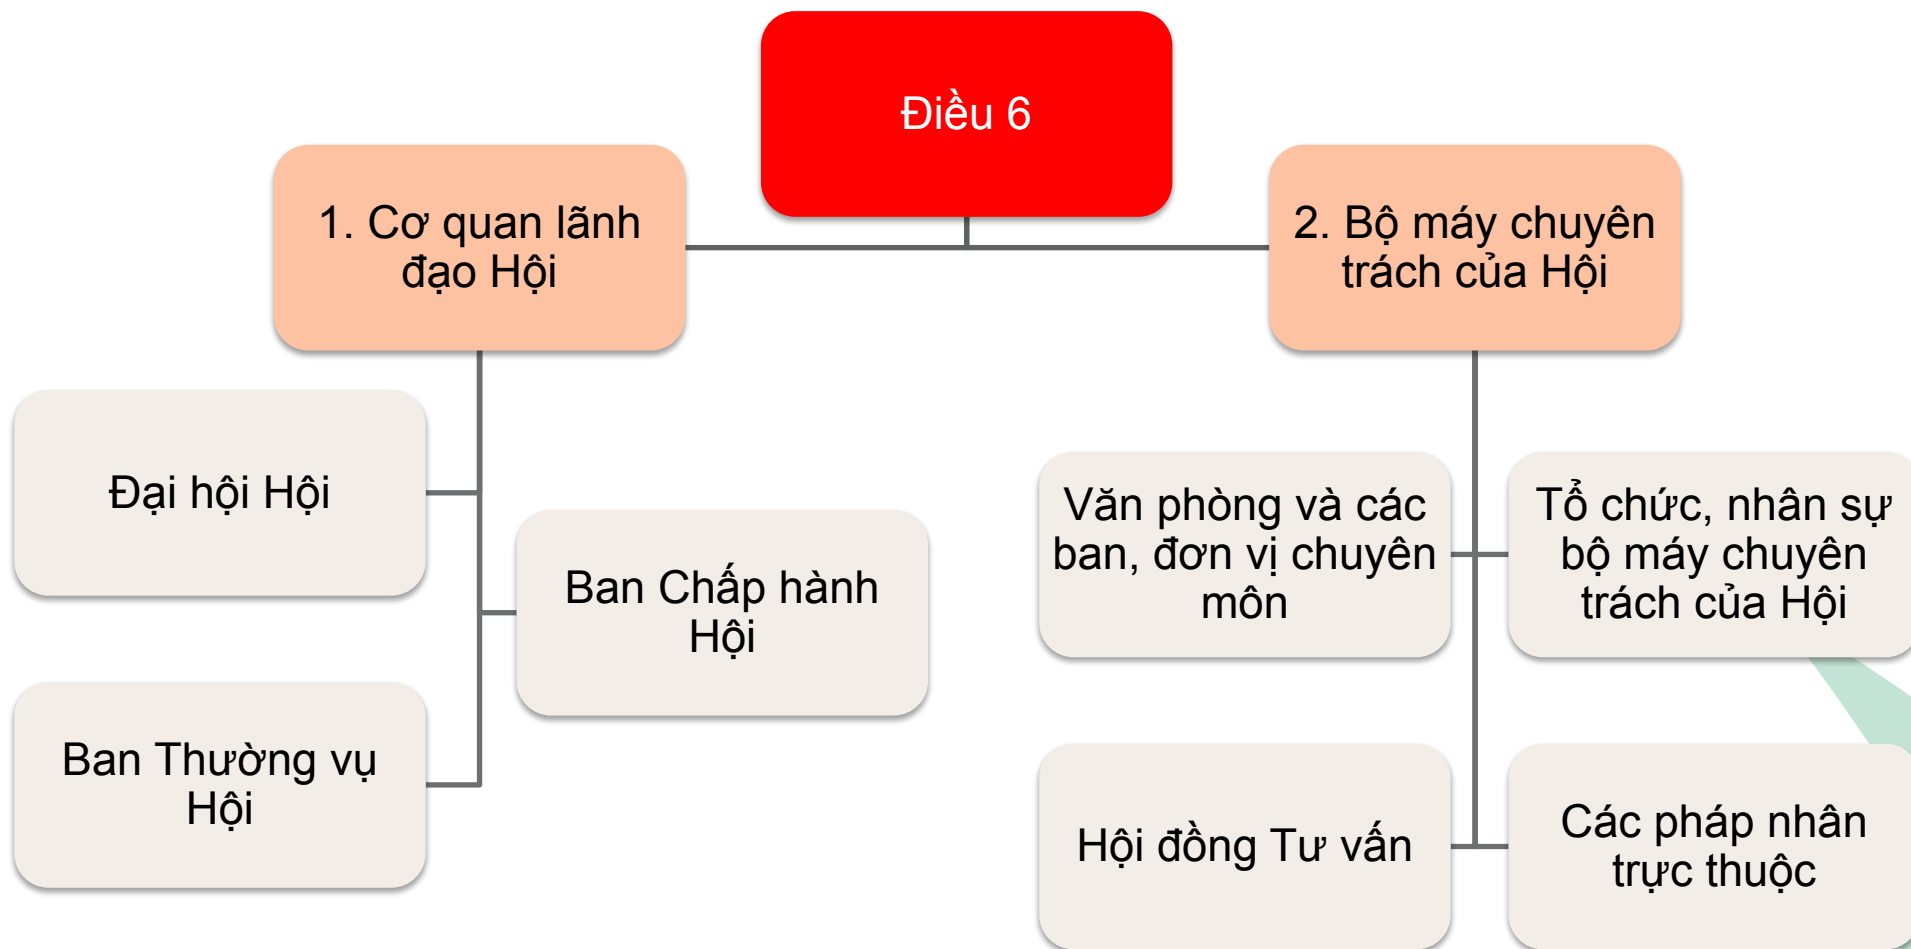 Điều 6
1. Cơ quan lãnh
đạo Hội
2. Bộ máy chuyên
trách của Hội
Đại hội Hội
Ban Chấp hành
Hội
Ban Thường vụ
Hội
Văn phòng và các
ban, đơn vị chuyên
môn
Tổ chức, nhân sự
bộ máy chuyên
trách của Hội
Hội đồng Tư vấn
Các pháp nhân
trực thuộc